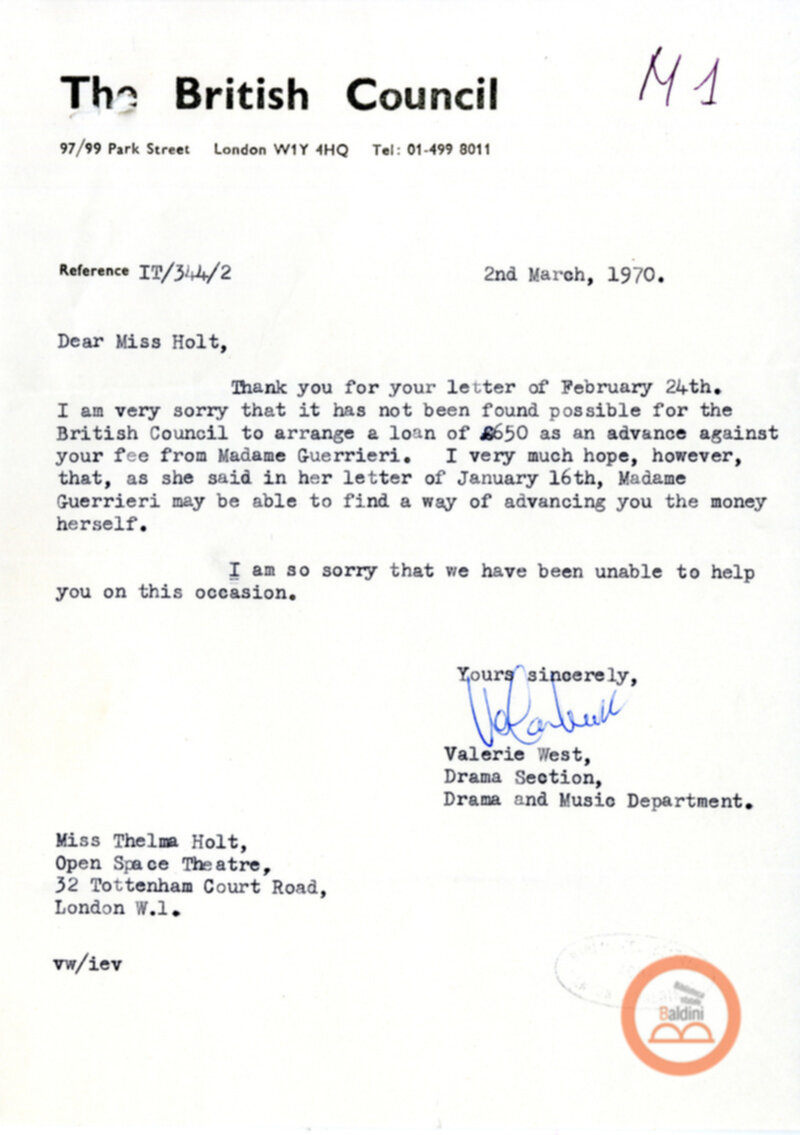 The British Council
M 1
97/99 Park Street London W1Y 4HQ Tel: 01-499 8011
Reference IT/344/2
2nd March, 1970.
Dear Miss Holt,
Thank you for your letter of February 24th.
I am very sorry that it has not been found possible for the
British Council to arrange a loan of £650 as an advance against
your fee from Madame Guerrieri. I very much hope, however,
that, as she said in her letter of January 16th, Madame
Guerrieri may be able to find a way of advancing you the money
herself.
I am so sorry that we have been unable to help
you on this occasion.
Yours sincerely,
Valerie West,
Drama Section,
Drama and Music Department.
Miss Thelma Holt,
Open Space Theatre,
32 Tottenham Court Road,
London W.1.
vw/iev
Biblioteca
statale
Baldini